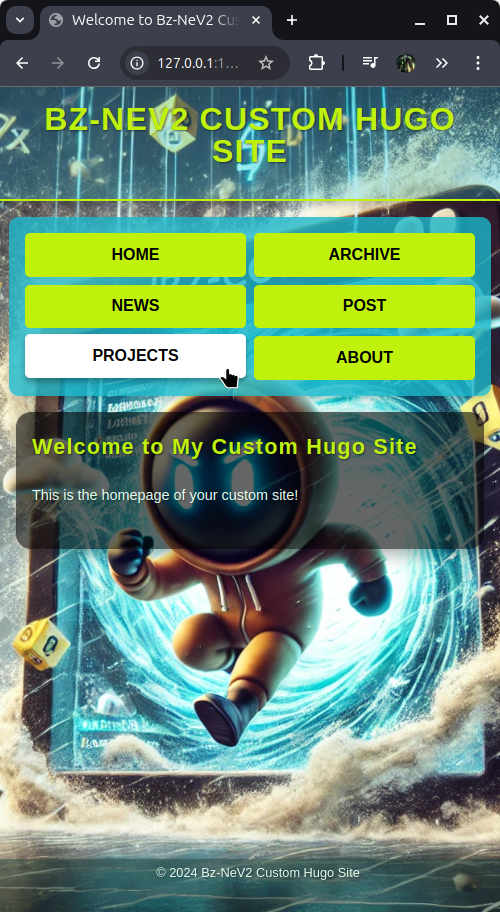 Welcome to Bz-NeV2 Cus
127.0.0.1:1…
BZ-NEV2 CUSTOM HUGO
SITE
HOME
ARCHIVE
NEWS
POST
PROJECTS
ABOUT
Welcome to My Custom Hugo Site
This is the homepage of your custom site!
© 2024 Bz-NeV2 Custom Hugo Site